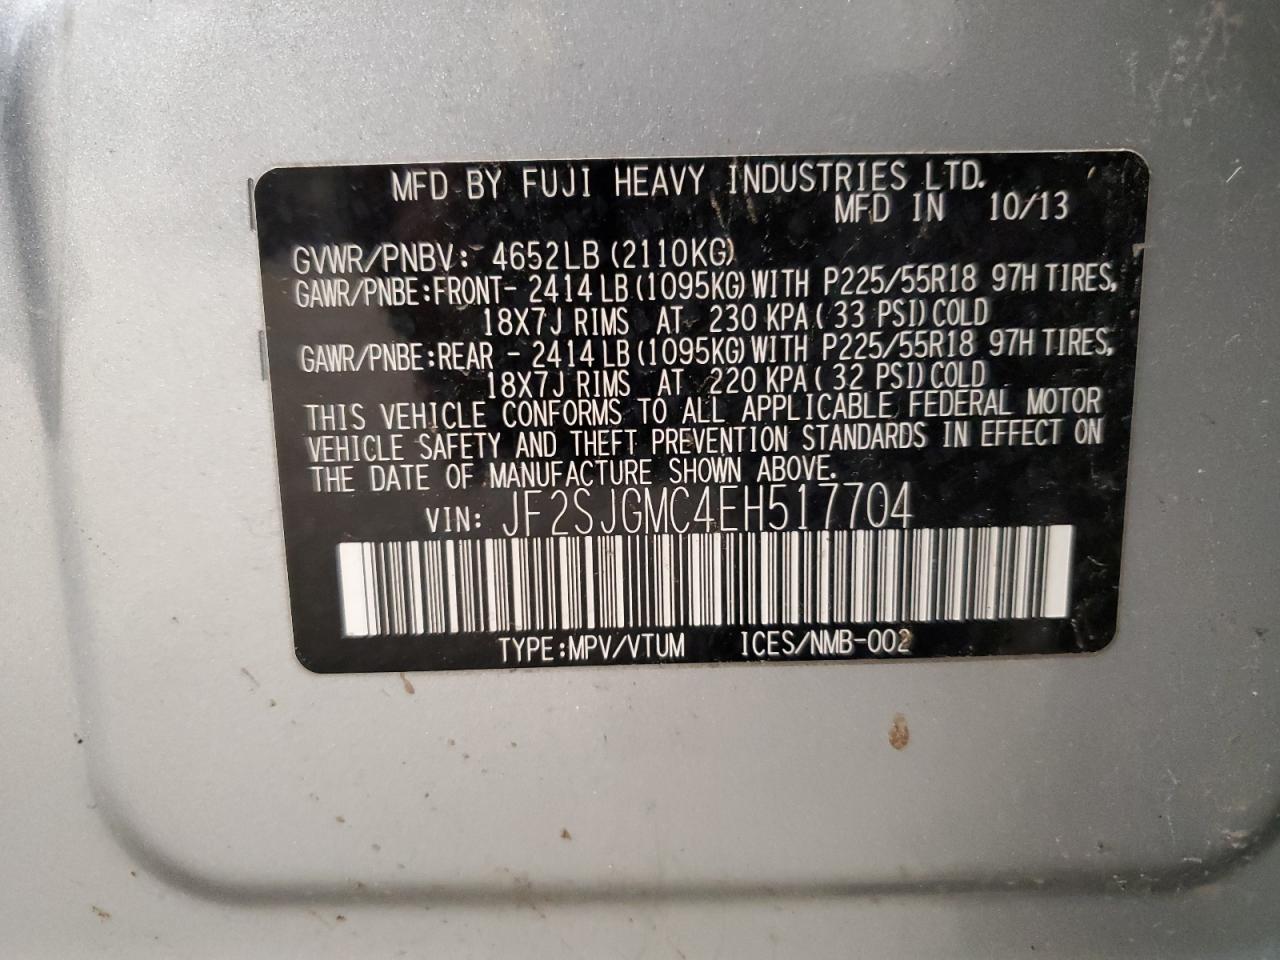 MFD BY FUJI HEAVY INDUSTRIES LTD.
MFD IN 10/13
GVWR/PNBV: 4652LB (2110KG)
GAWR/PNBE:FRONT- 2414 LB (1095KG) WITH P225/55R18 97H TIRES,
18X7J RIMS AT 230 KPA ( 33 PSI) COLD
GAWR/PNBE:REAR - 2414 LB (1095KG) WITH P225/55R18 97H TIRES,
18X7J RIMS AT 220 KPA ( 32 PSI) COLD
THIS VEHICLE CONFORMS TO ALL APPLICABLE FEDERAL MOTOR
VEHICLE SAFETY AND THEFT PREVENTION STANDARDS IN EFFECT ON
THE DATE OF MANUFACTURE SHOWN ABOVE.
VIN: JF2SJGMC4EH517704
TYPE:MPV/VTUM ICES/NMB-002